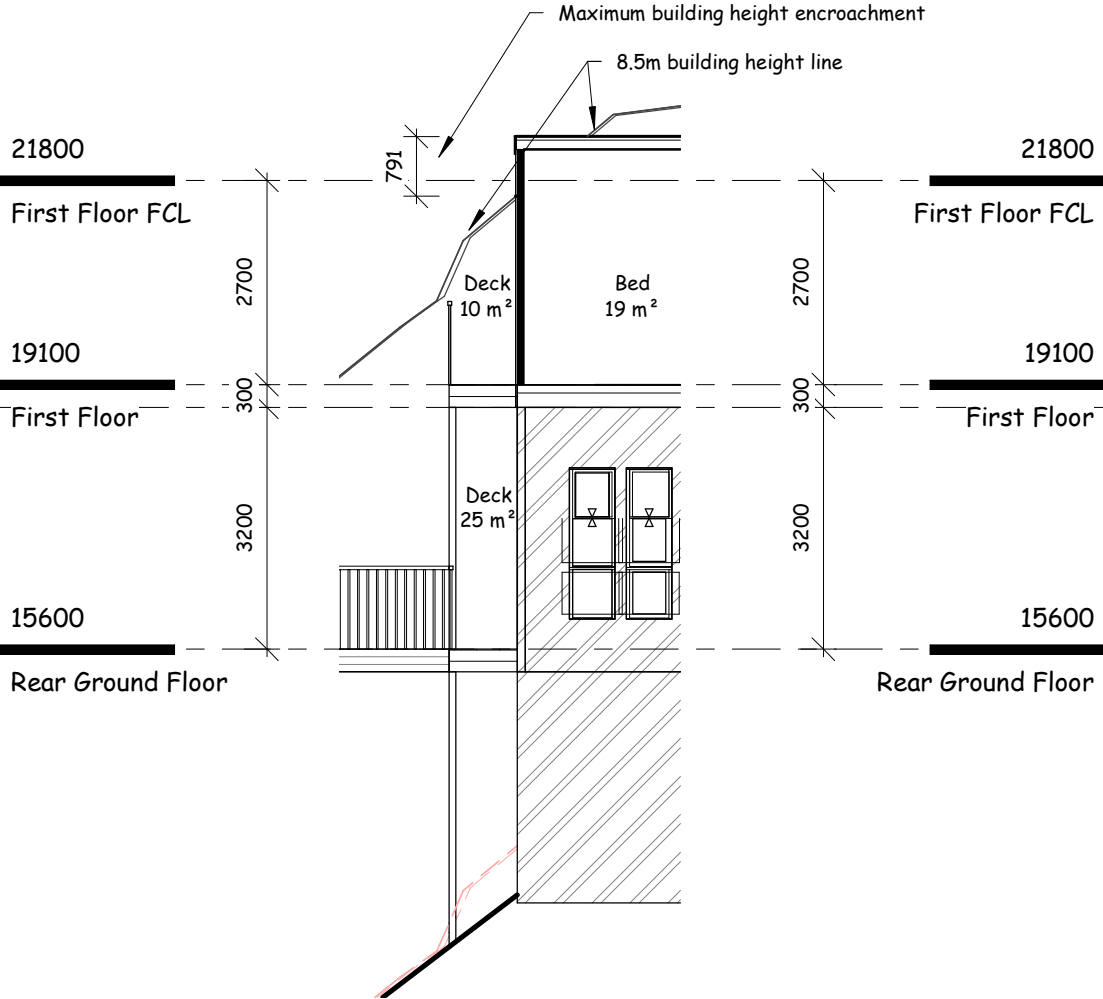 Maximum building height encroachment
8.5m building height line
21800
First Floor FCL
791
21800
First Floor FCL
2700
Deck
10 m²
Bed
19 m²
2700
19100
First Floor
300
19100
First Floor
300
3200
Deck
25 m²
3200
15600
Rear Ground Floor
15600
Rear Ground Floor